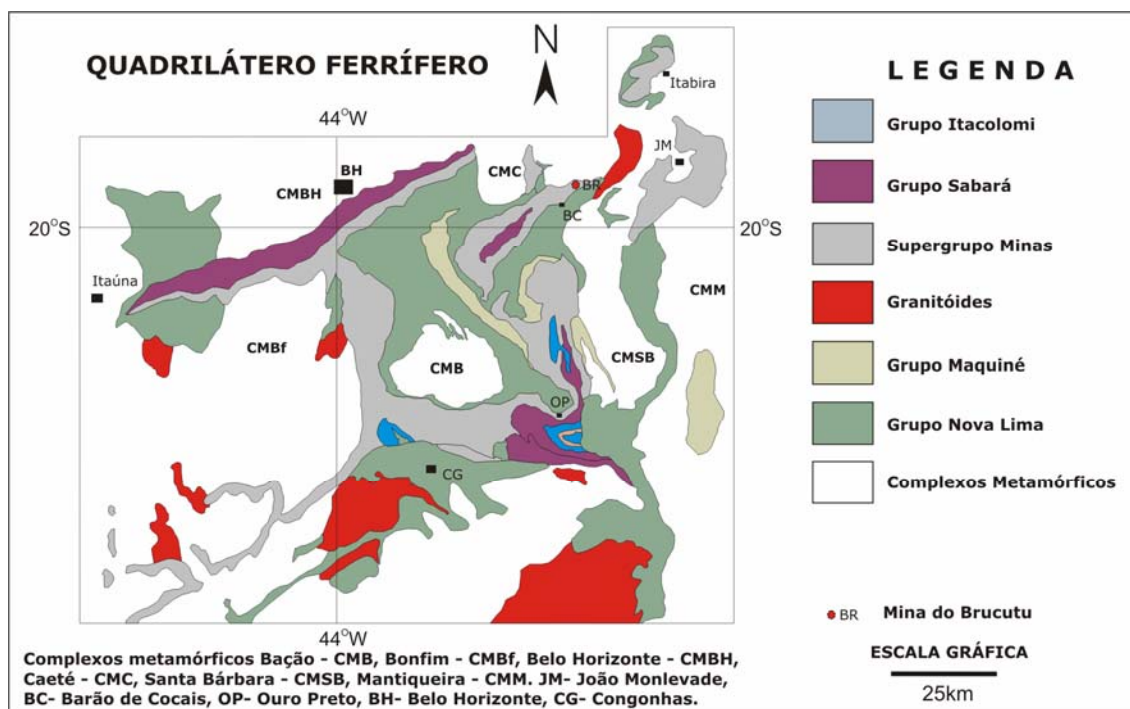 QUADRILÁTERO FERRÍFERO
N
44°W
BH
CMBH
CMC
Itabira
JM
BR
BC
20°S
20°S
Itaúna
CMBf
CMB
CMM
CMSB
OP
CG
44°W
LEGENDA
Grupo Itacolomi
Grupo Sabará
Supergrupo Minas
Granitóides
Grupo Maquiné
Grupo Nova Lima
Complexos Metamórficos
BR Mina do Brucutu
ESCALA GRÁFICA
25km
Complexos metamórficos Bação - CMB, Bonfim - CMBf, Belo Horizonte - CMBH,
Caeté - CMC, Santa Bárbara - CMSB, Mantiqueira - CMM. JM- João Monlevade,
BC- Barão de Cocais, OP- Ouro Preto, BH- Belo Horizonte, CG- Congonhas.